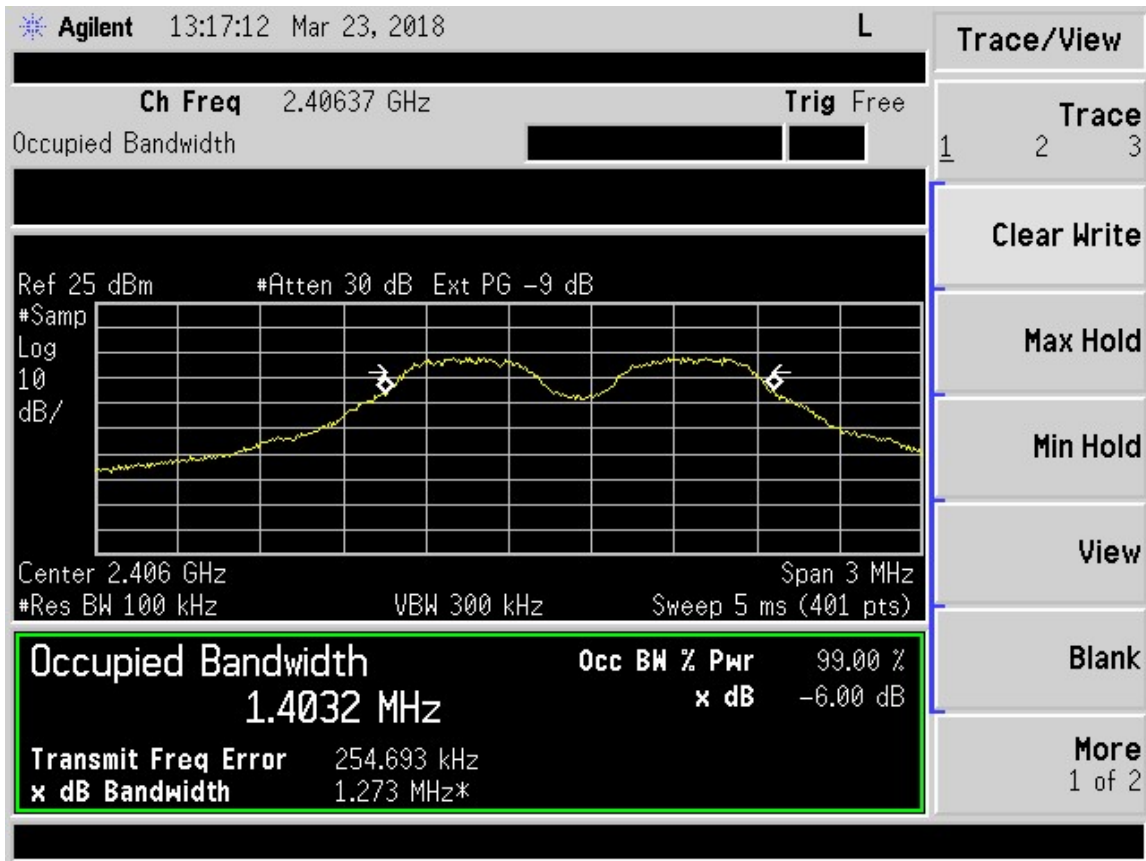 Agilent 13:17:12 Mar 23, 2018 L
Trace/View
Ch Freq 2.40637 GHz Trig Free
Occupied Bandwidth
Trace
1 2 3
Clear Write
Max Hold
Min Hold
View
Blank
More
1 of 2
Ref 25 dBm #Atten 30 dB Ext PG -9 dB
#Samp
Log
10
dB/
Center 2.406 GHz Span 3 MHz
#Res BW 100 kHz VBW 300 kHz Sweep 5 ms (401 pts)
Occupied Bandwidth Occ BW % Pwr 99.00 %
1.4032 MHz x dB -6.00 dB
Transmit Freq Error 254.693 kHz
x dB Bandwidth 1.273 MHz*